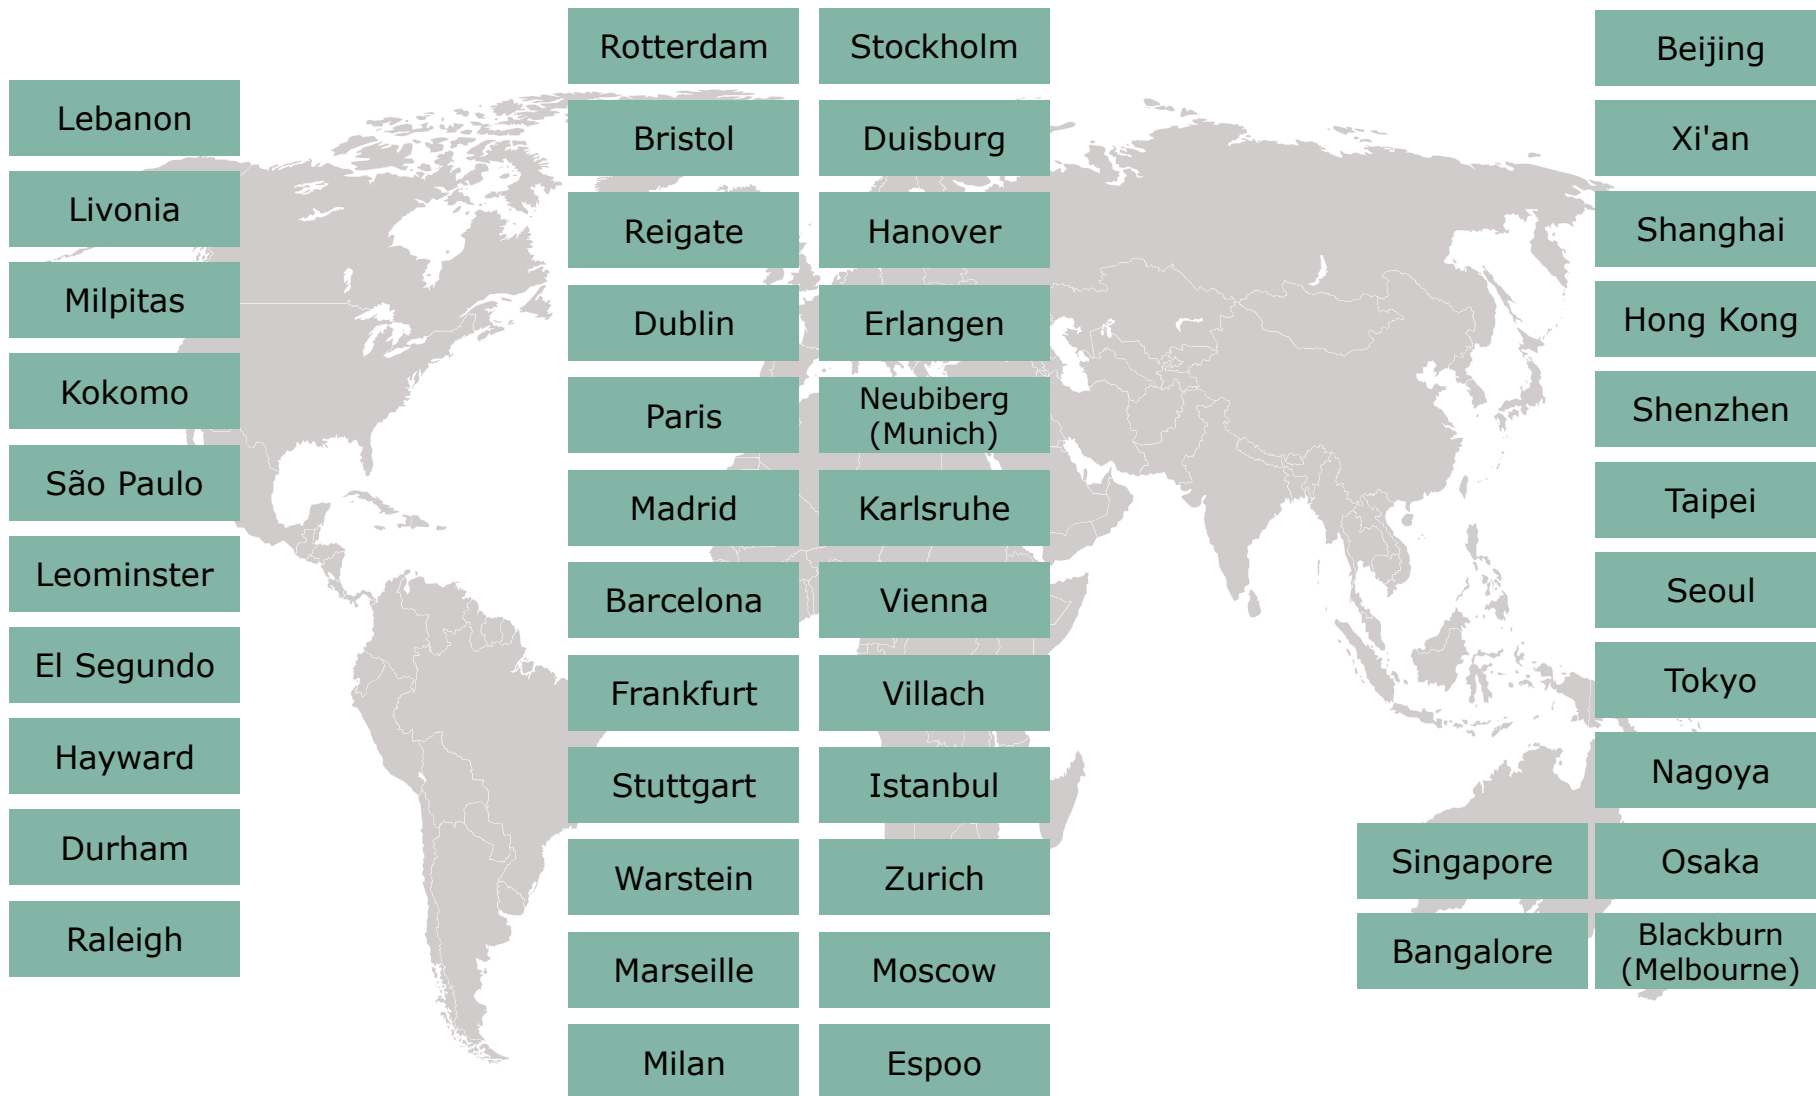 Lebanon
Livonia
Milpitas
Kokomo
São Paulo
Leominster
El Segundo
Hayward
Durham
Raleigh
Rotterdam
Bristol
Reigate
Dublin
Paris
Madrid
Barcelona
Frankfurt
Stuttgart
Warstein
Marseille
Milan
Stockholm
Duisburg
Hanover
Erlangen
Neubiberg
(Munich)
Karlsruhe
Vienna
Villach
Istanbul
Zurich
Moscow
Espoo
Singapore
Bangalore
Beijing
Xi'an
Shanghai
Hong Kong
Shenzhen
Taipei
Seoul
Tokyo
Nagoya
Osaka
Blackburn
(Melbourne)